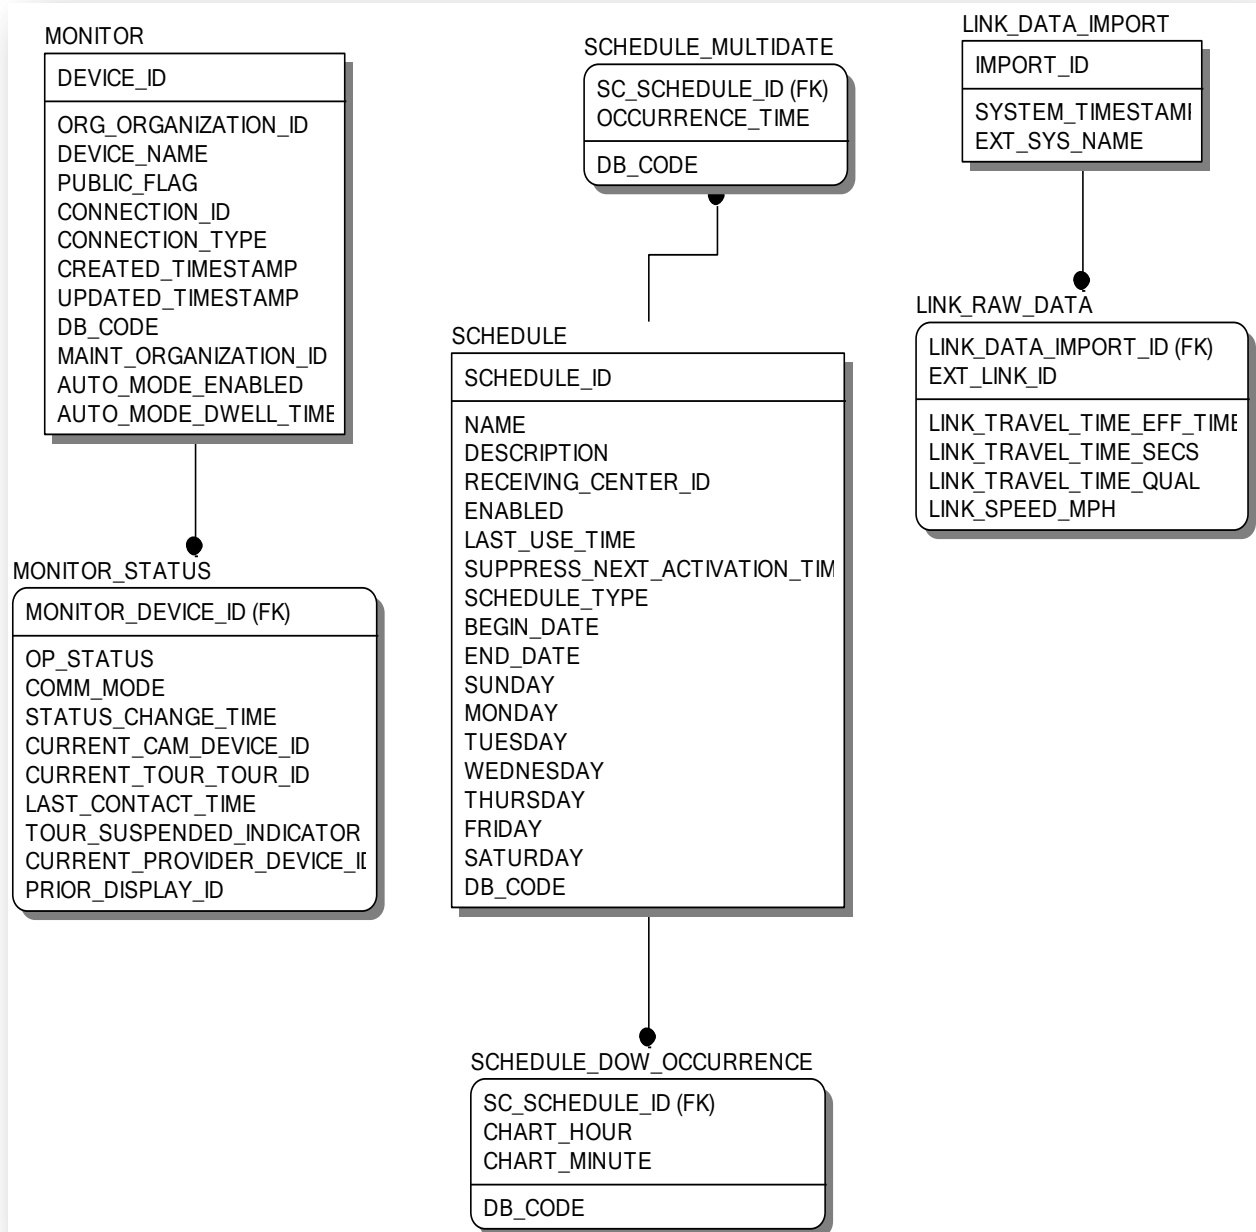 MONITOR
DEVICE_ID
ORG_ORGANIZATION_ID
DEVICE_NAME
PUBLIC_FLAG
CONNECTION_ID
CONNECTION_TYPE
CREATED_TIMESTAMP
UPDATED_TIMESTAMP
DB_CODE
MAINT_ORGANIZATION_ID
AUTO_MODE_ENABLED
AUTO_MODE_DWELL_TIME
MONITOR_STATUS
MONITOR_DEVICE_ID (FK)
OP_STATUS
COMM_MODE
STATUS_CHANGE_TIME
CURRENT_CAM_DEVICE_ID
CURRENT_TOUR_TOUR_ID
LAST_CONTACT_TIME
TOUR_SUSPENDED_INDICATOR
CURRENT_PROVIDER_DEVICE_ID
PRIOR_DISPLAY_ID
SCHEDULE_MULTIDATE
SC_SCHEDULE_ID (FK)
OCCURRENCE_TIME
DB_CODE
SCHEDULE
SCHEDULE_ID
NAME
DESCRIPTION
RECEIVING_CENTER_ID
ENABLED
LAST_USE_TIME
SUPPRESS_NEXT_ACTIVATION_TIM
SCHEDULE_TYPE
BEGIN_DATE
END_DATE
SUNDAY
MONDAY
TUESDAY
WEDNESDAY
THURSDAY
FRIDAY
SATURDAY
DB_CODE
SCHEDULE_DOW_OCCURRENCE
SC_SCHEDULE_ID (FK)
CHART_HOUR
CHART_MINUTE
DB_CODE
LINK_DATA_IMPORT
IMPORT_ID
SYSTEM_TIMESTAMP
EXT_SYS_NAME
LINK_RAW_DATA
LINK_DATA_IMPORT_ID (FK)
EXT_LINK_ID
LINK_TRAVEL_TIME_EFF_TIME
LINK_TRAVEL_TIME_SECS
LINK_TRAVEL_TIME_QUAL
LINK_SPEED_MPH